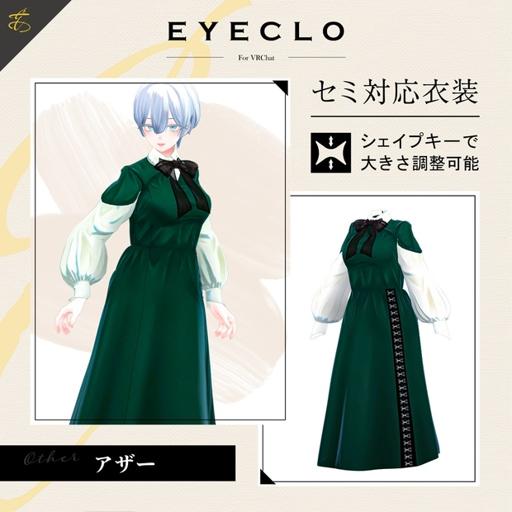 EYECLO
For VRChat
セミ対応衣装
シェイプキーで
大きさ調整可能
Other
アザー